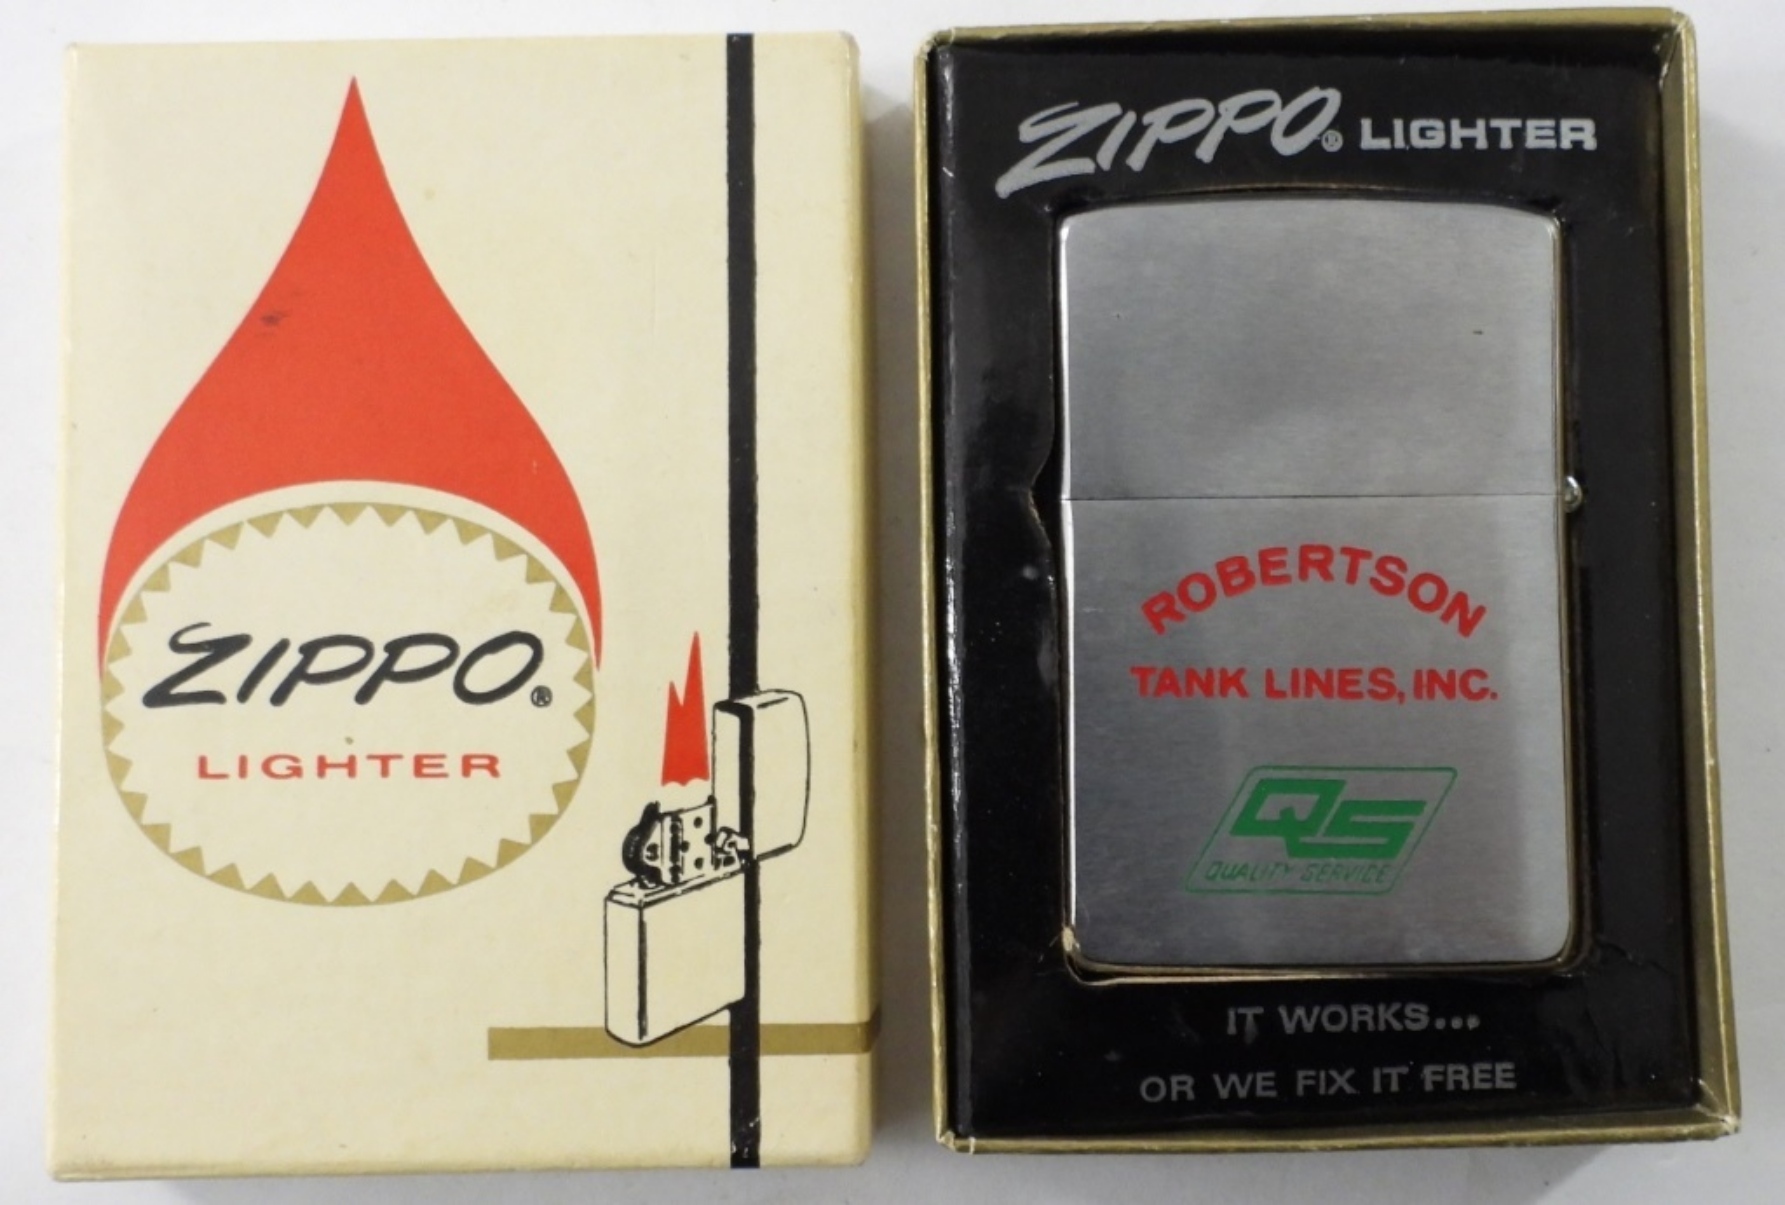 ZIPPO®
LIGHTER
ZIPPO® LIGHTER
ROBERTSON
TANK LINES, INC.
QS
QUALITY SERVICE
IT WORKS...
OR WE FIX IT FREE